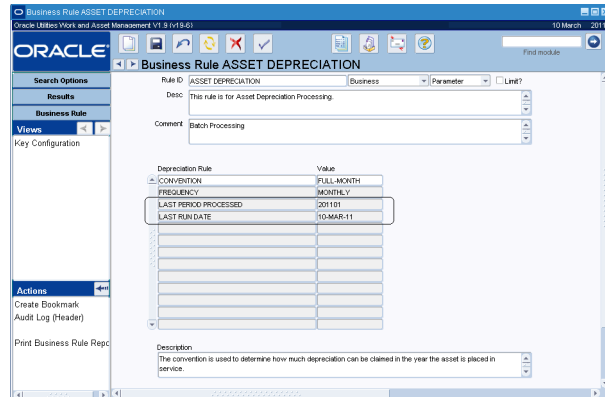 Business Rule ASSET DEPRECIATION
Oracle Utilities Work and Asset Management V1.9 (v19-6) 10 March 2011
ORACLE
Find module
Business Rule ASSET DEPRECIATION
Search Options
Results
Business Rule
Views
Key Configuration
Rule ID ASSET DEPRECIATION Business Parameter Limit?
Desc This rule is for Asset Depreciation Processing.
Comment Batch Processing
Depreciation Rule Value
CONVENTION FULL-MONTH
FREQUENCY MONTHLY
LAST PERIOD PROCESSED 201101
LAST RUN DATE 10-MAR-11
Actions
Create Bookmark
Audit Log (Header)
Print Business Rule Repo
Description
The convention is used to determine how much depreciation can be claimed in the year the asset is placed in
service.